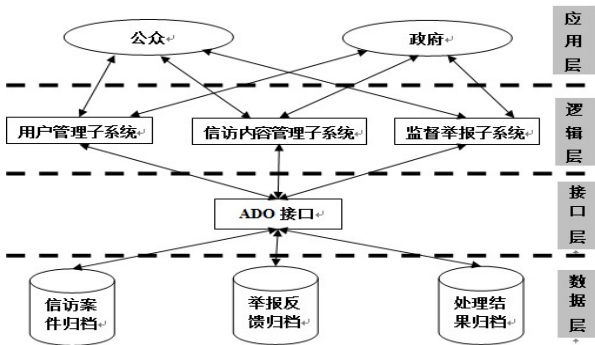 公众
政府
应用层
用户管理子系统
信访内容管理子系统
监督举报子系统
逻辑层
ADO 接口
接口层
信访案
件归档
举报反
馈归档
处理结
果归档
数据层